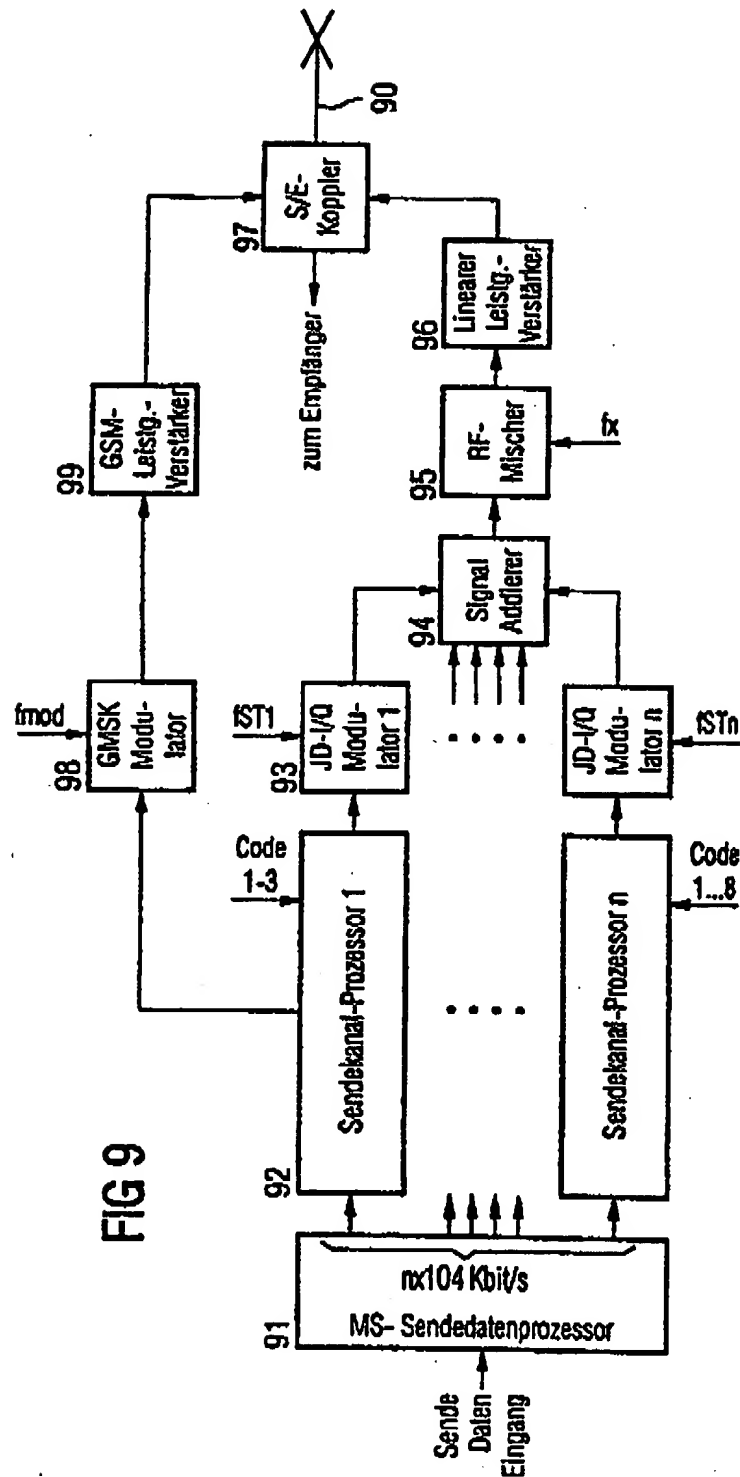 FIG 9
Sende
Daten
Eingang
91
nx104 Kbit/s
MS-Sendedatenprozessor
92
Sendekanal-Prozessor 1
Code
1-3
Sendekanal-Prozessor n
Code
1...8
fmod
98
GMSK
Modu-
lator
fST1
93
JD-I/Q
Modu-
lator 1
JD-I/Q
Modu-
lator n
fSTn
94
Signal
Addierer
95
RF-
Mischer
fx
96
Linearer
Leistg.-
Verstärker
99
GSM-
Leistg.-
Verstärker
97
S/E-
Koppler
zum Empfänger
90